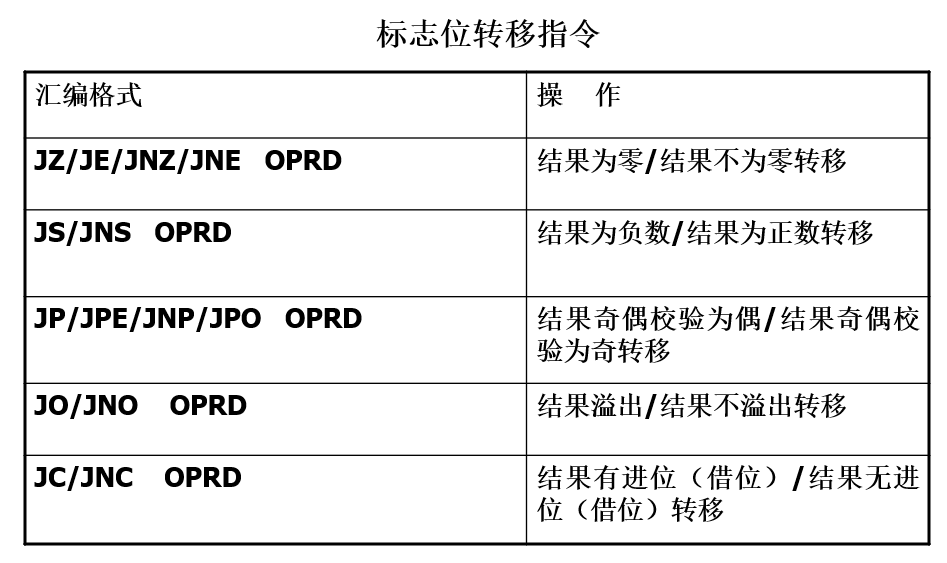 标志位转移指令
汇编格式
操 作
JZ/JE/JNZ/JNE OPRD
结果为零/结果不为零转移
JS/JNS OPRD
结果为负数/结果为正数转移
JP/JPE/JNP/JPO OPRD
结果奇偶校验为偶/结果奇偶校
验为奇转移
JO/JNO OPRD
结果溢出/结果不溢出转移
JC/JNC OPRD
结果有进位（借位）/结果无进
位（借位）转移